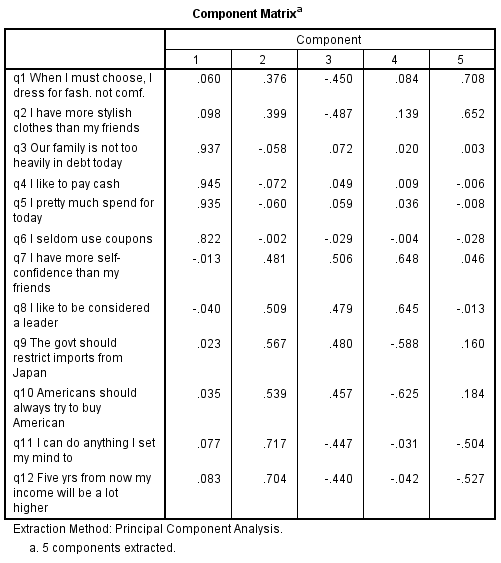 Component Matrixa
Component
1 2 3 4 5
q1 When I must choose, I
dress for fash. not comf. .060 .376 -.450 .084 .708
q2 I have more stylish
clothes than my friends .098 .399 -.487 .139 .652
q3 Our family is not too
heavily in debt today .937 -.058 .072 .020 .003
q4 I like to pay cash .945 -.072 .049 .009 -.006
q5 I pretty much spend for
today .935 -.060 .059 .036 -.008
q6 I seldom use coupons .822 -.002 -.029 -.004 -.028
q7 I have more self-
confidence than my
friends -.013 .481 .506 .648 .046
q8 I like to be considered
a leader -.040 .509 .479 .645 -.013
q9 The govt should
restrict imports from
Japan .023 .567 .480 -.588 .160
q10 Americans should
always try to buy
American .035 .539 .457 -.625 .184
q11 I can do anything I set
my mind to .077 .717 -.447 -.031 -.504
q12 Five yrs from now my
income will be a lot
higher .083 .704 -.440 -.042 -.527
Extraction Method: Principal Component Analysis.
a. 5 components extracted.